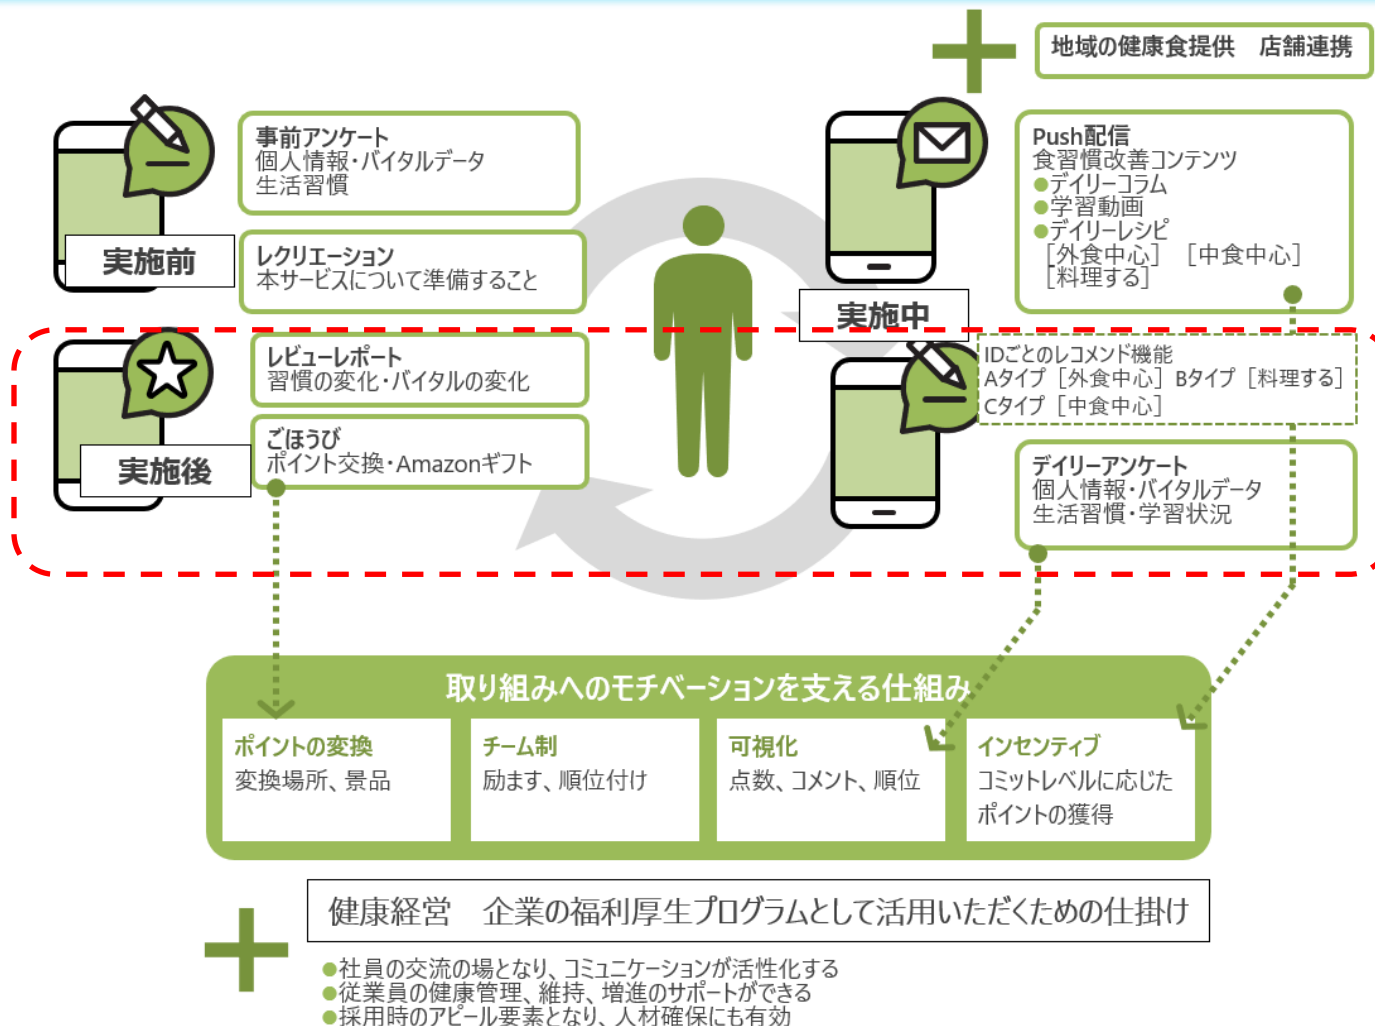 地域の健康食提供　店舗連携
事前アンケート
個人情報・バイタルデータ
生活習慣
実施前
レクリエーション
本サービスについて準備すること
Push配信
食習慣改善コンテンツ
●デイリーコラム
●学習動画
●デイリーレシピ
［外食中心］［中食中心］
［料理する］
実施中
レビューレポート
習慣の変化・バイタルの変化
ごほうび
ポイント交換・Amazonギフト
実施後
IDごとのレコメンド機能
Aタイプ［外食中心］Bタイプ［料理する］
Cタイプ［中食中心］
デイリーアンケート
個人情報・バイタルデータ
生活習慣・学習状況
取り組みへのモチベーションを支える仕組み
ポイントの変換
変換場所、景品
チーム制
励ます、順位付け
可視化
点数、コメント、順位
インセンティブ
コミットレベルに応じた
ポイントの獲得
健康経営　企業の福利厚生プログラムとして活用いただくための仕掛け
●社員の交流の場となり、コミュニケーションが活性化する
●従業員の健康管理、維持、増進のサポートができる
●採用時のアピール要素となり、人材確保にも有効